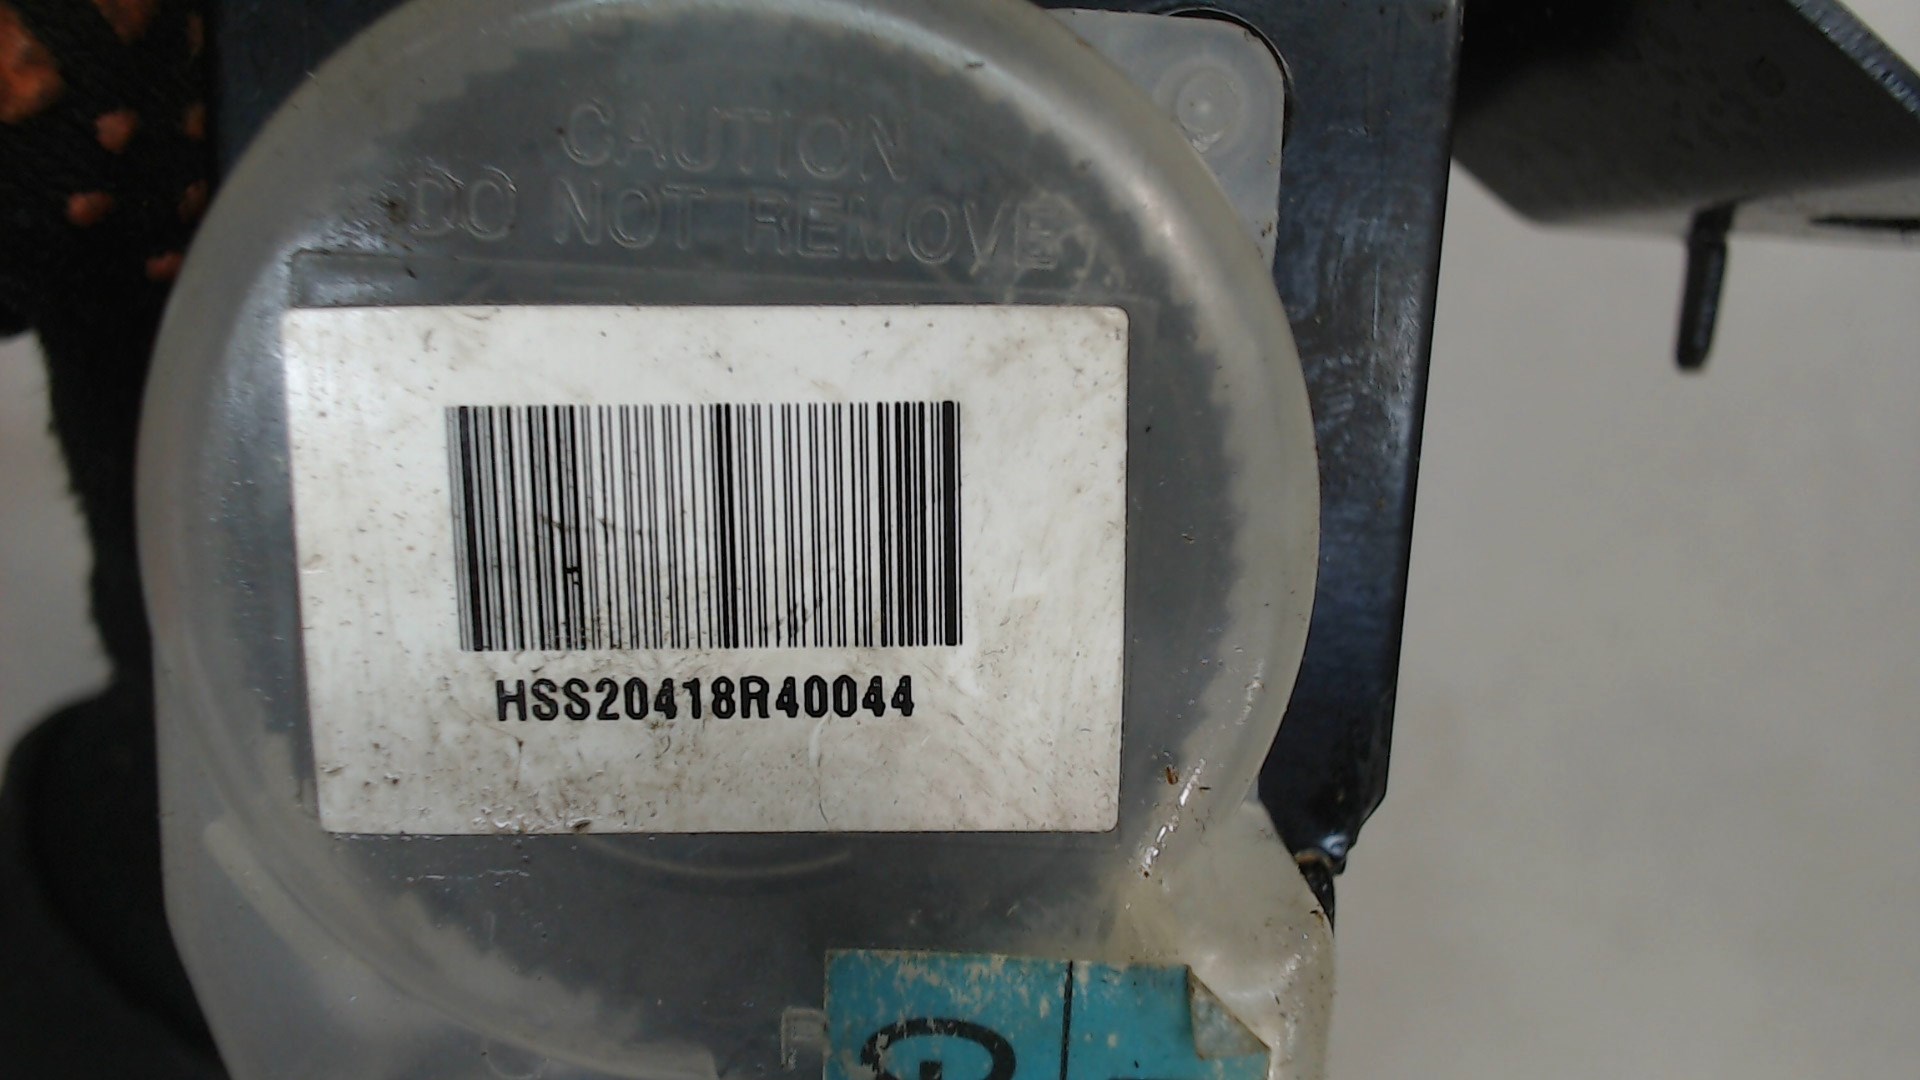 CAUTION
DO NOT REMOVE
HSS20418R40044